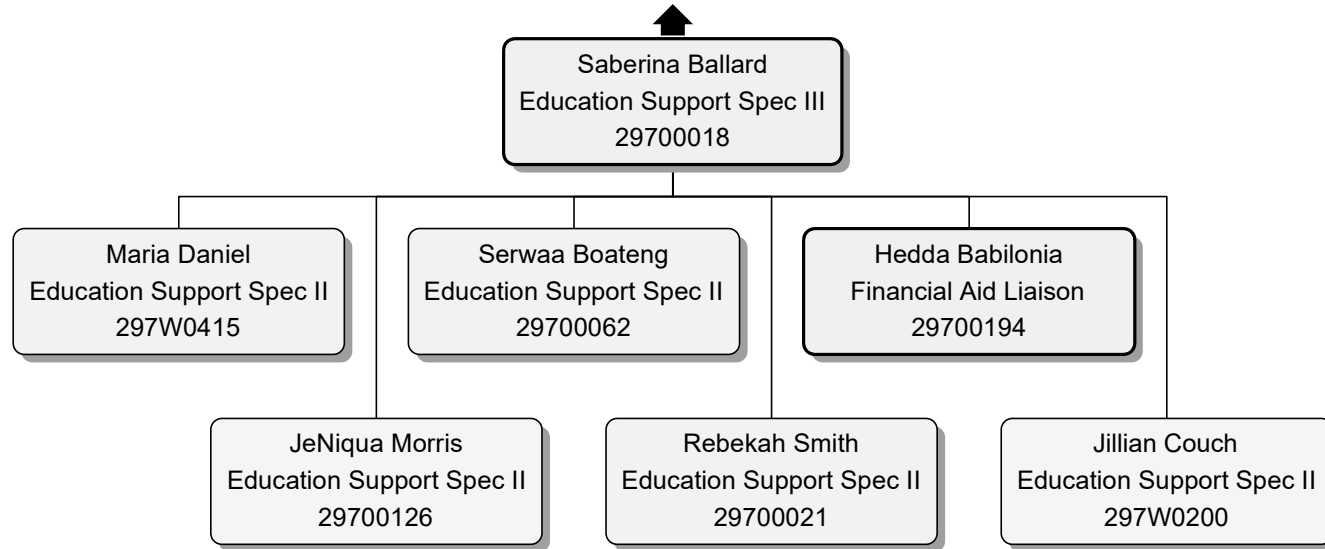 Saberina Ballard
Education Support Spec III
29700018
Maria Daniel
Education Support Spec II
297W0415
Serwaa Boateng
Education Support Spec II
29700062
Hedda Babilonia
Financial Aid Liaison
29700194
JeNiqua Morris
Education Support Spec II
29700126
Rebekah Smith
Education Support Spec II
29700021
Jillian Couch
Education Support Spec II
297W0200